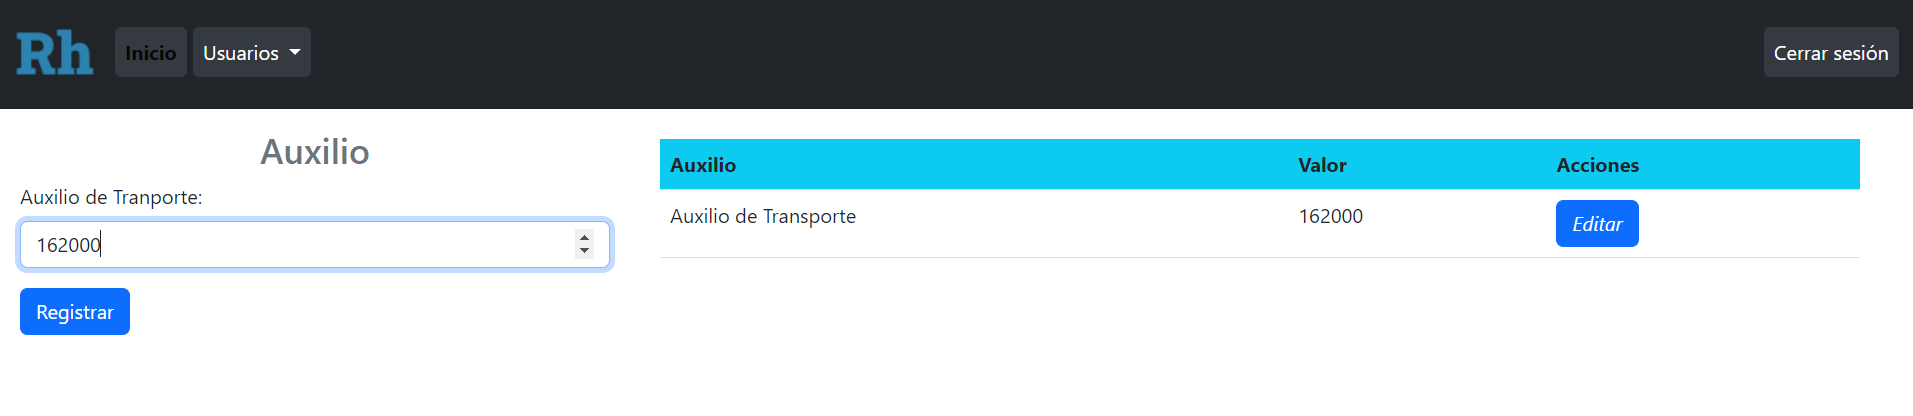 Rh Inicio Usuarios Cerrar sesión
Auxilio
Auxilio de Tranporte:
162000
Registrar
Auxilio Valor Acciones
Auxilio de Transporte 162000 Editar